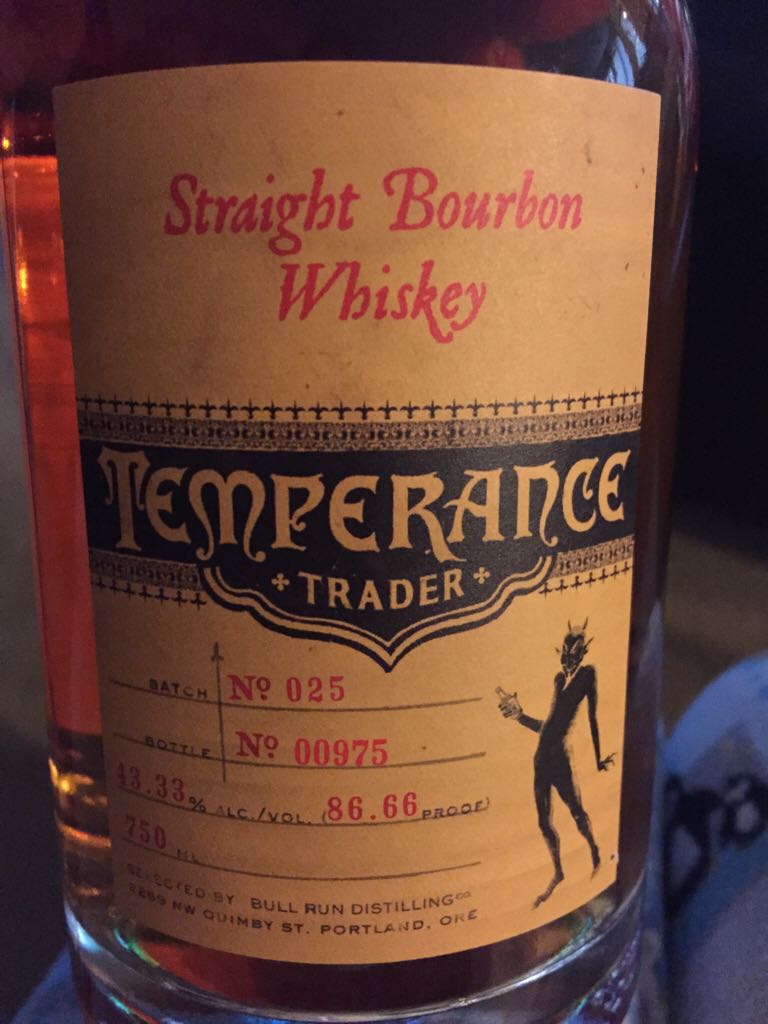 Straight Bourbon
Whiskey
TEMPERANCE
TRADER
BATCH Nº 025
BOTTLE Nº 00975
43.33% ALC./VOL. (86.66 PROOF)
750 ML
SELECTED BY BULL RUN DISTILLING CO.
2259 NW QUIMBY ST. PORTLAND, ORE